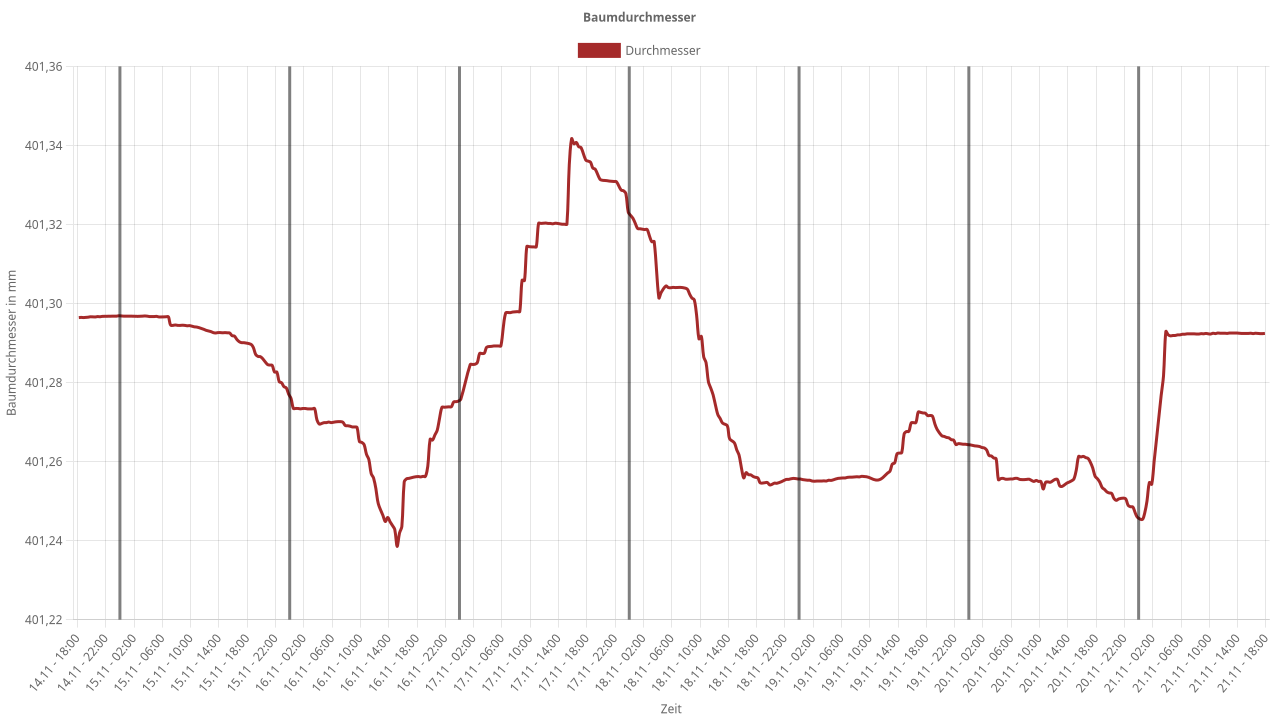 Baumdurchmesser
Durchmesser
401,36
401,34
401,32
401,30
401,28
401,26
401,24
401,22
Baumdurchmesser in mm
14.11 - 18:00
14.11 - 22:00
15.11 - 02:00
15.11 - 06:00
15.11 - 10:00
15.11 - 14:00
15.11 - 18:00
15.11 - 22:00
16.11 - 02:00
16.11 - 06:00
16.11 - 10:00
16.11 - 14:00
16.11 - 18:00
16.11 - 22:00
17.11 - 02:00
17.11 - 06:00
17.11 - 10:00
17.11 - 14:00
17.11 - 18:00
17.11 - 22:00
18.11 - 02:00
18.11 - 06:00
18.11 - 10:00
18.11 - 14:00
18.11 - 18:00
18.11 - 22:00
19.11 - 02:00
19.11 - 06:00
19.11 - 10:00
19.11 - 14:00
19.11 - 18:00
19.11 - 22:00
20.11 - 02:00
20.11 - 06:00
20.11 - 10:00
20.11 - 14:00
20.11 - 18:00
20.11 - 22:00
21.11 - 02:00
21.11 - 06:00
21.11 - 10:00
21.11 - 14:00
21.11 - 18:00
Zeit